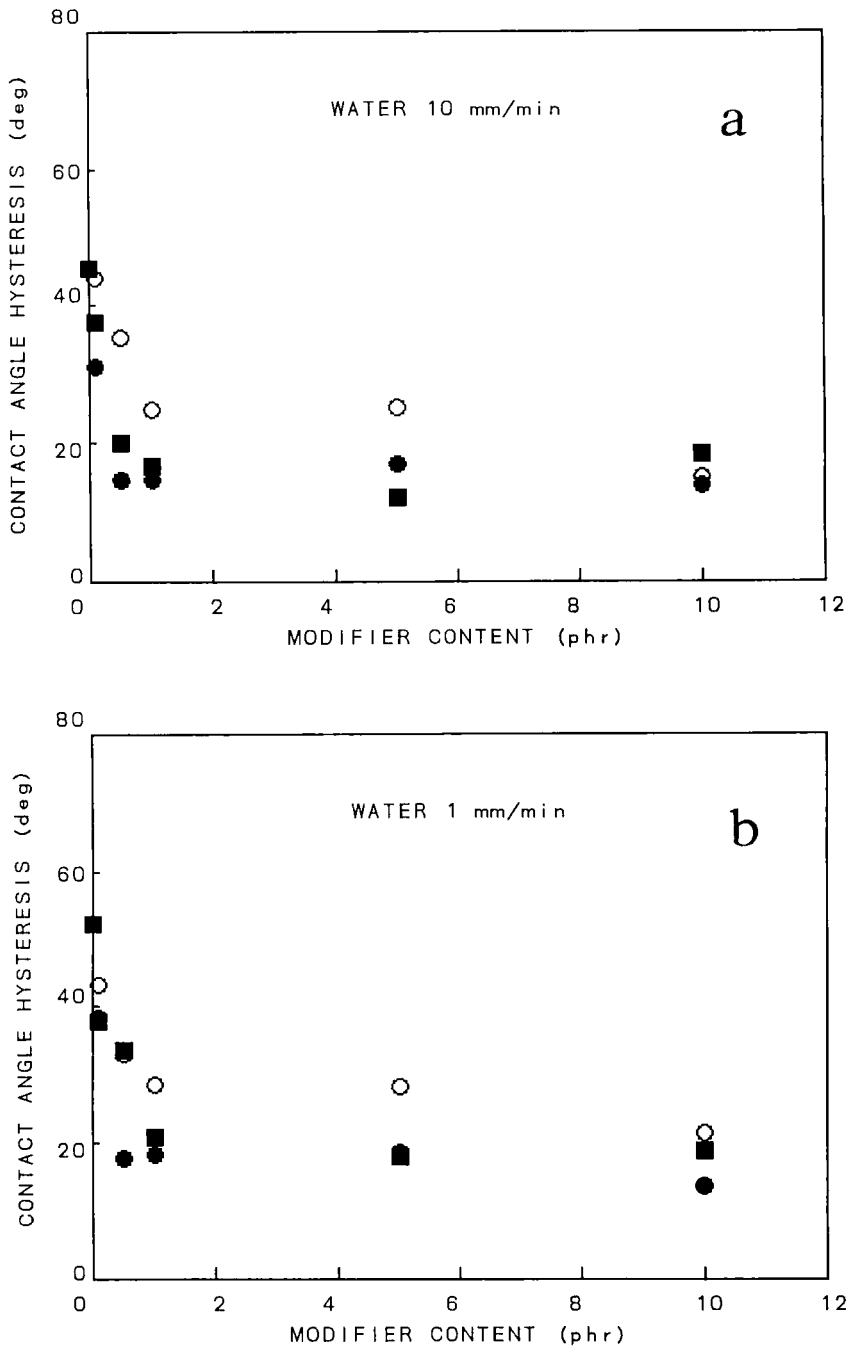 80
WATER 10 mm/min
a
60
40
20
0
CONTACT ANGLE HYSTERESIS (deg)
0 2 4 6 8 10 12
MODIFIER CONTENT (phr)
80
WATER 1 mm/min
b
60
40
20
0
CONTACT ANGLE HYSTERESIS (deg)
0 2 4 6 8 10 12
MODIFIER CONTENT (phr)